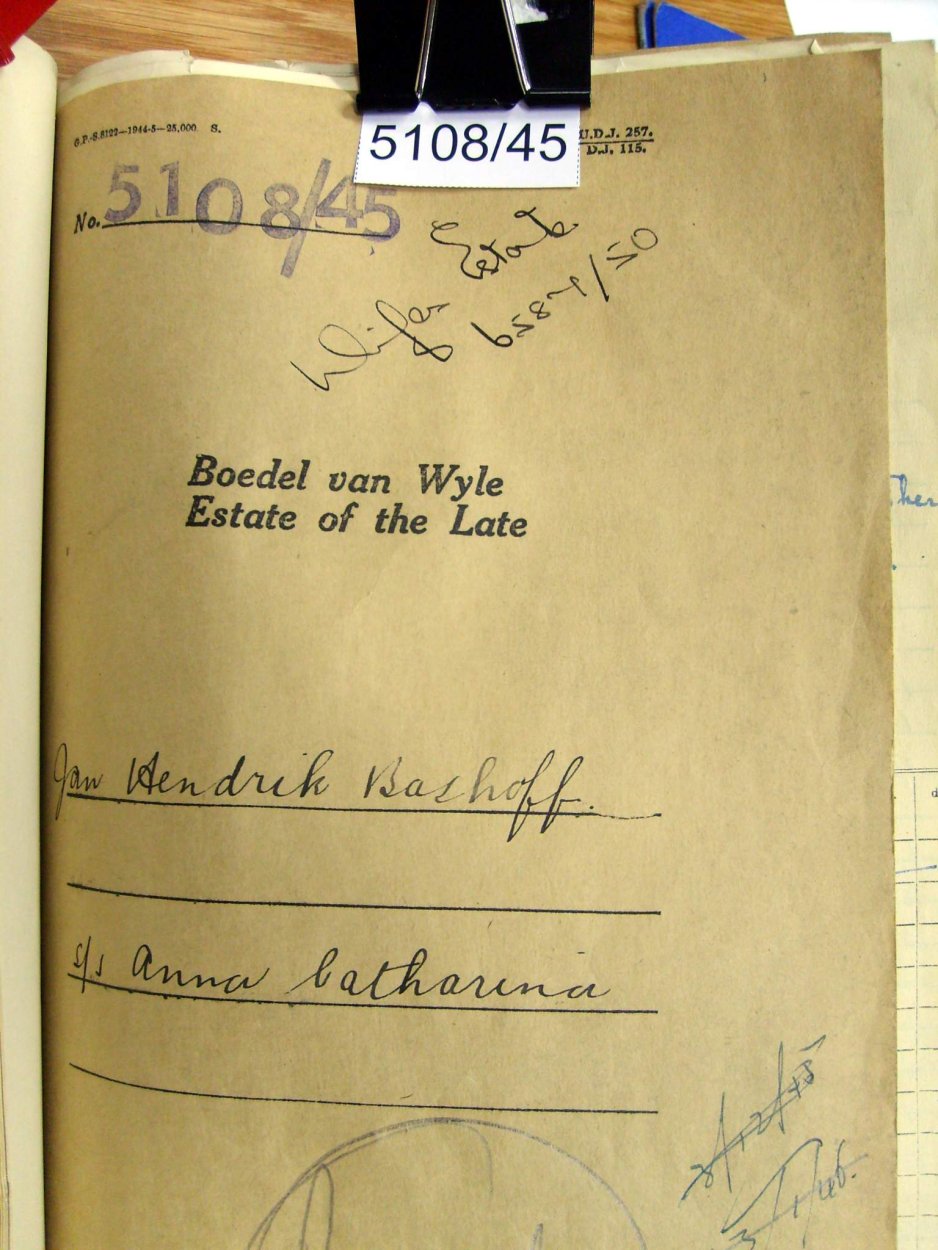 5108/45
G.P.-S.8122—1944-5—25,000. S.
U.D.J. 257.
D.J. 115.
No. 5108/45
Wifes Estate
6587/50
Boedel van Wyle
Estate of the Late
Jan Hendrik Bashoff.
s/s Anna Catharina